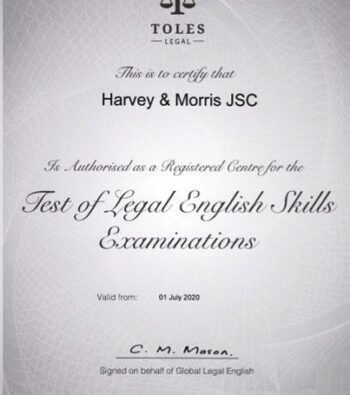 TOLES
LEGAL
This is to certify that
Harvey & Morris JSC
Is Authorised as a Registered Centre for the
Test of Legal English Skills
Examinations
Valid from: 01 July 2020
C. M. Mason.
Signed on behalf of Global Legal English